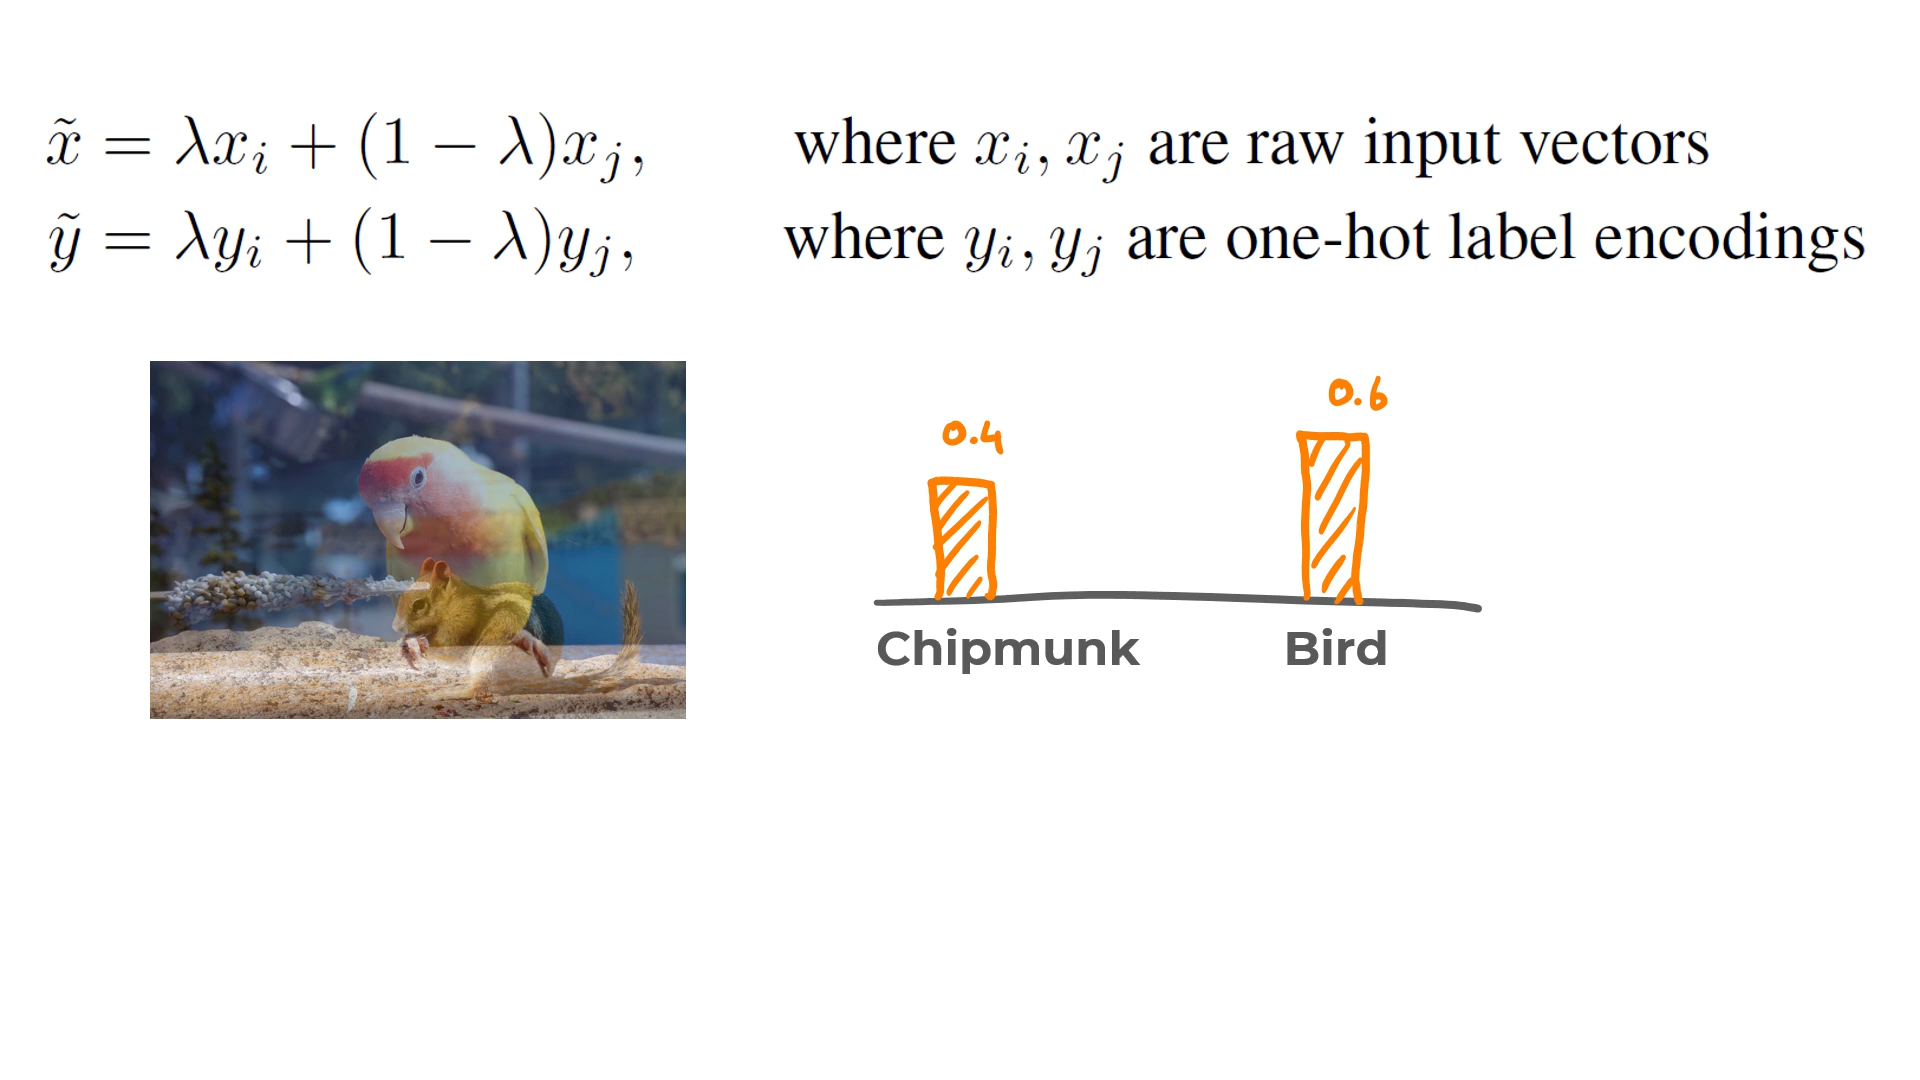 x̃ = λxᵢ + (1 − λ)xⱼ, where xᵢ, xⱼ are raw input vectors
ỹ = λyᵢ + (1 − λ)yⱼ, where yᵢ, yⱼ are one-hot label encodings
0.4 0.6
Chipmunk Bird